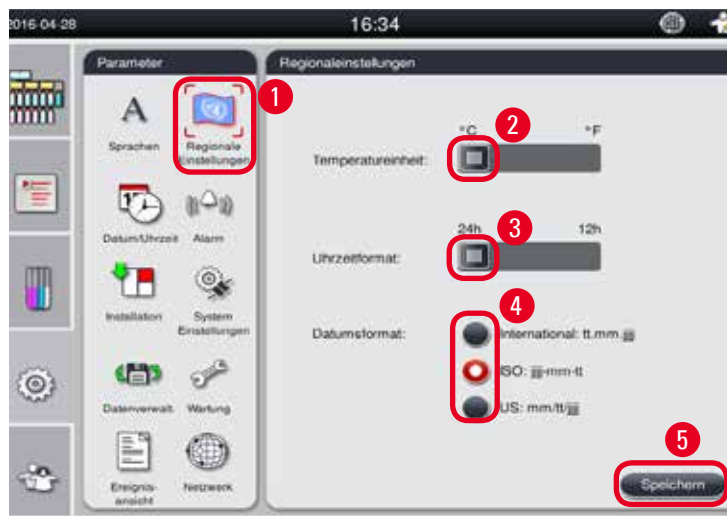 2016-04-28
16:34
Parameter
Regionaleinstellungen
1
Sprachen
Regionale
Einstellungen
Datum/Uhrzeit
Alarm
Installation
System
Einstellungen
Datenverwalt.
Wartung
Ereignis-
ansicht
Netzwerk
2
°C
°F
Temperatureinheit:
24h
3
12h
Uhrzeitformat:
4
Datumsformat:
International: tt.mm.jjjj
ISO: jjjj-mm-tt
US: mm/tt/jjjj
5
Speichern